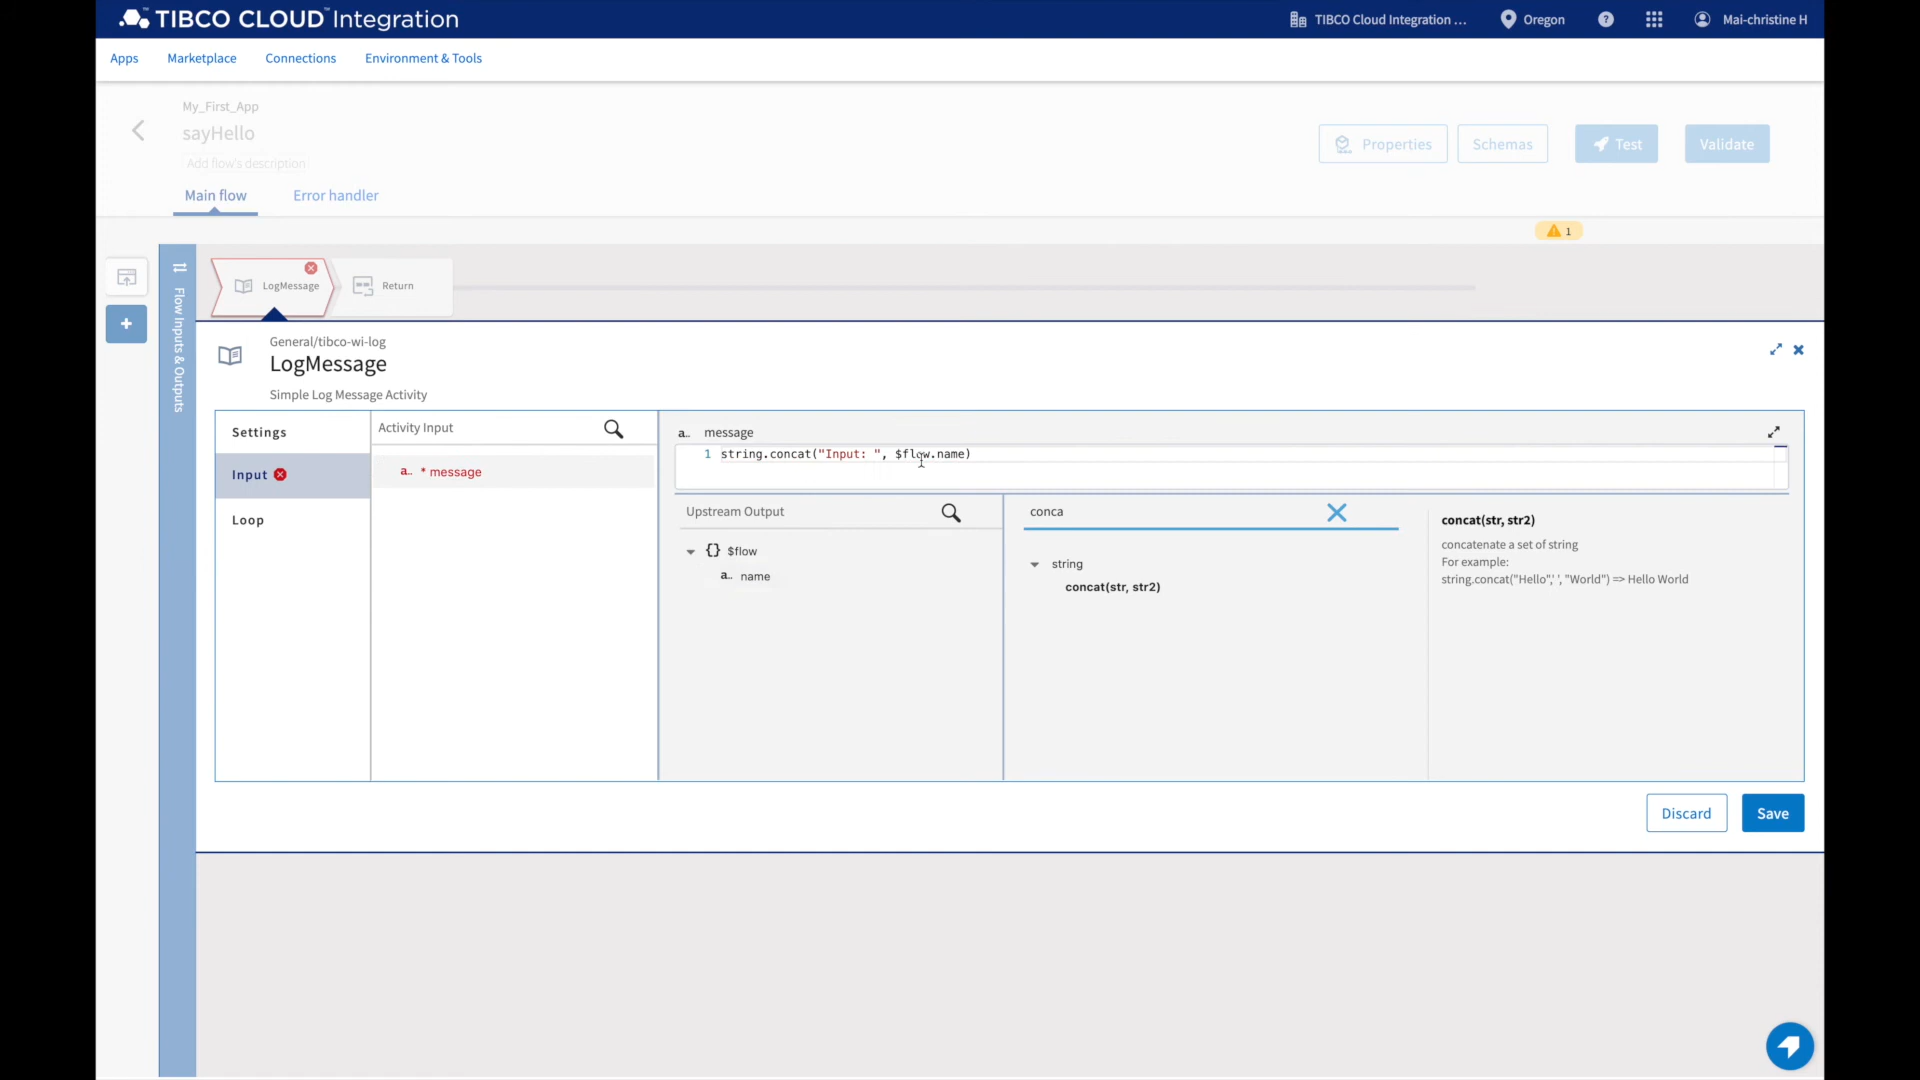 TIBCO CLOUD™ Integration
TIBCO Cloud Integration ...
Oregon
?
Mai-christine H
Apps
Marketplace
Connections
Environment & Tools
My_First_App
sayHello
Add flow's description
Properties
Schemas
Test
Validate
Main flow
Error handler
1
Flow Inputs & Outputs
LogMessage
Return
General/tibco-wi-log
LogMessage
Simple Log Message Activity
Settings
Input
Loop
Activity Input
a.. * message
a.. message
1 string.concat("Input: ", $flow.name)
Upstream Output
{} $flow
a.. name
conca
string
concat(str, str2)
concat(str, str2)
concatenate a set of string
For example:
string.concat("Hello",' ', "World") => Hello World
Discard
Save